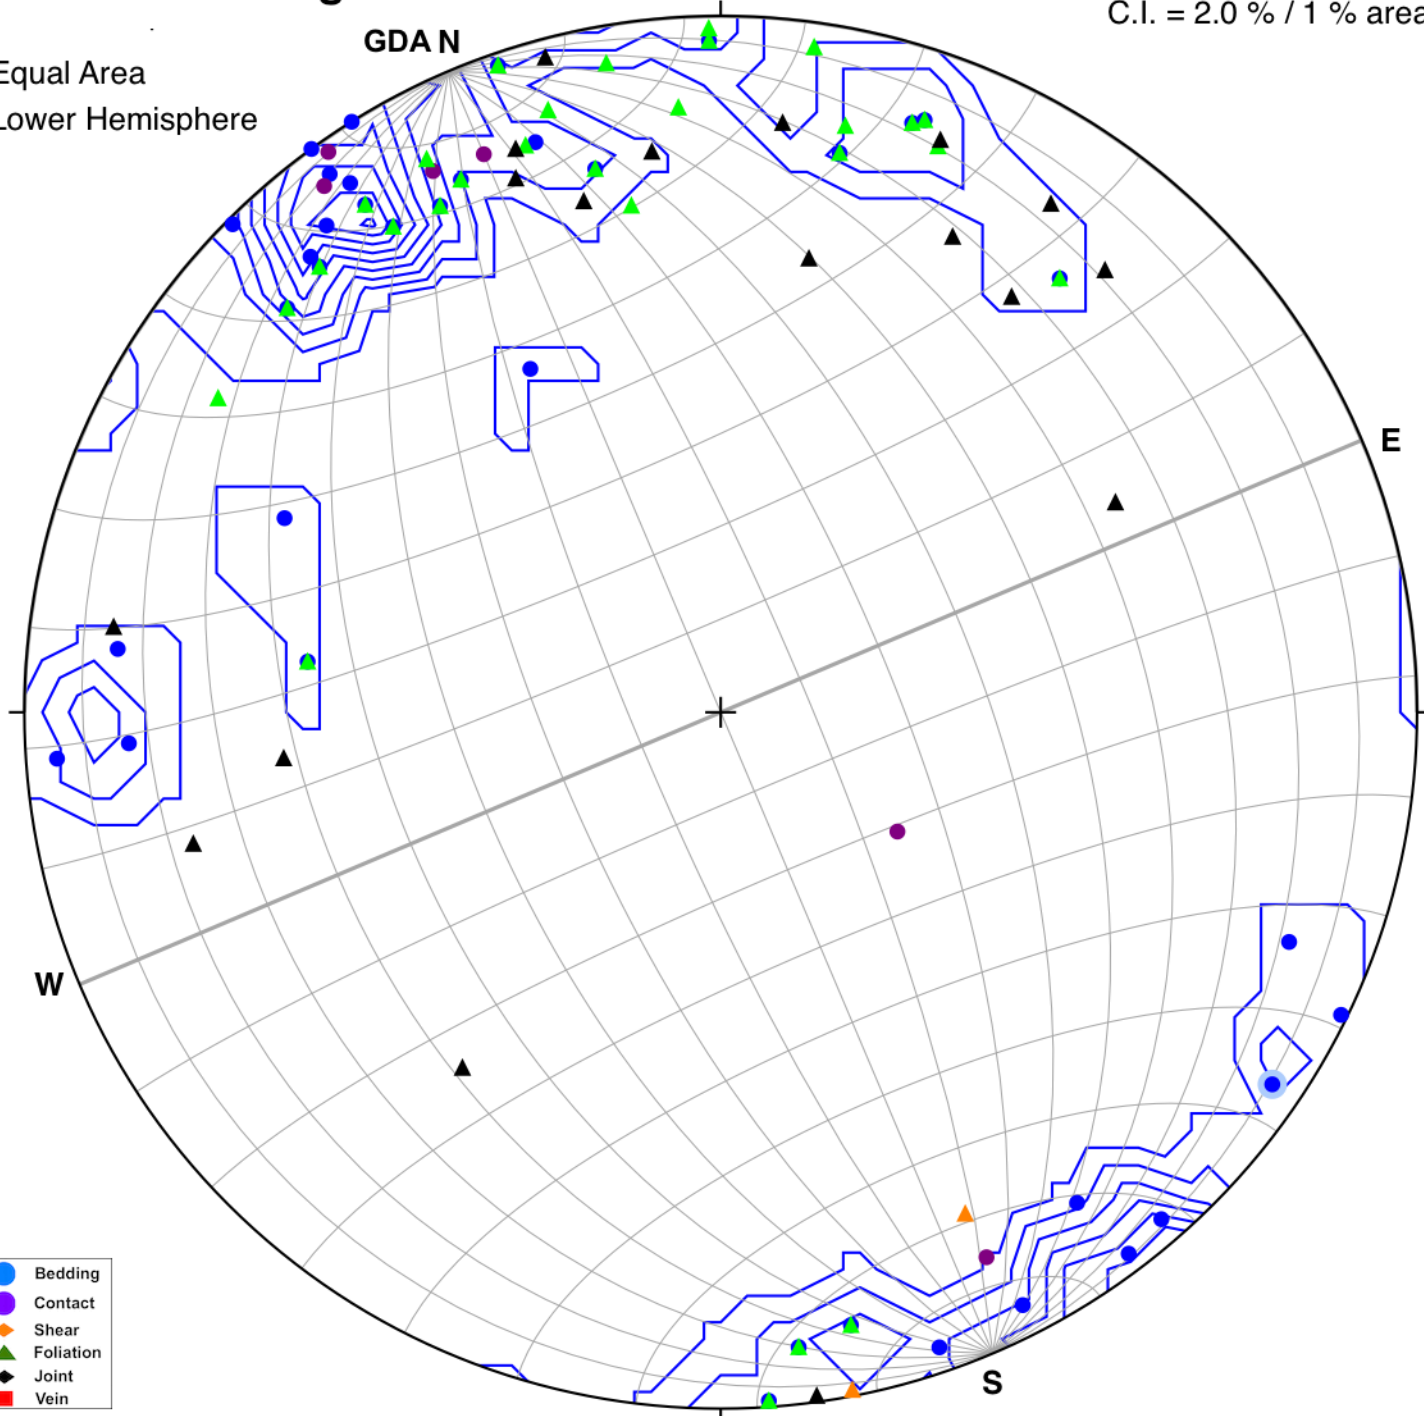 C.I. = 2.0 % / 1 % area
GDA N
Equal Area
Lower Hemisphere
E
W
S
Bedding
Contact
Shear
Foliation
Joint
Vein